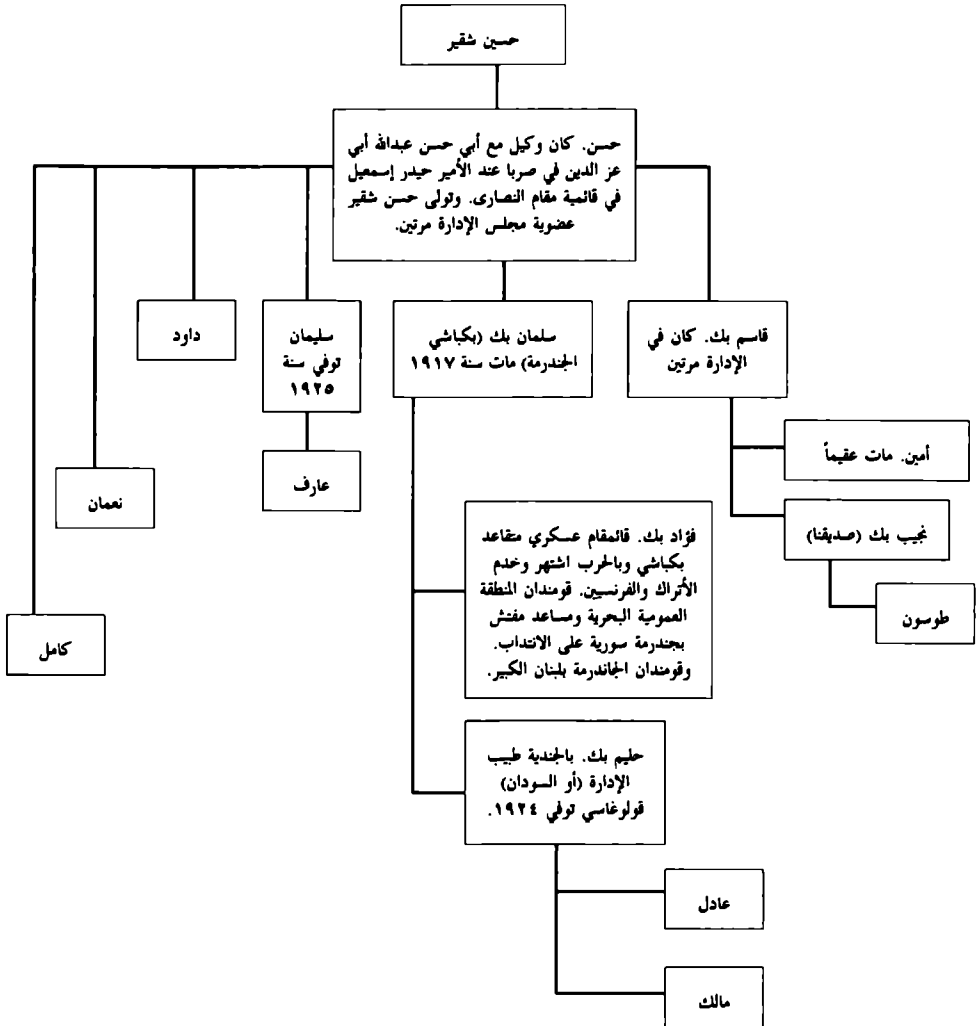 حسين شقير
حسن. كان وكيل مع أبي حسن عبدالله أبي
عز الدين في صربا عند الأمير حيدر إسمعيل
في قائمية مقام النصارى. وتولى حسن شقير
عضوية مجلس الإدارة مرتين.
قاسم بك. كان في
الإدارة مرتين
سلمان بك (بكباشي
الجندرمة) مات سنة ١٩١٧
سليمان
توفي سنة
١٩٢٥
داود
أمين. مات عقيماً
عارف
نعمان
نجيب بك (صديقنا)
فؤاد بك. قائمقام عسكري متقاعد
بكباشي وبالحرب اشتهر وخدم
الأتراك والفرنسيين. قومندان المنطقة
العمومية البحرية ومساعد مفتش
بجندرمة سورية على الانتداب.
وقومندان الجاندرمة بلبنان الكبير.
طوسون
كامل
حليم بك. بالجندية طبيب
الإدارة (أو السودان)
قولوغاسي توفي ١٩٢٤.
عادل
مالك